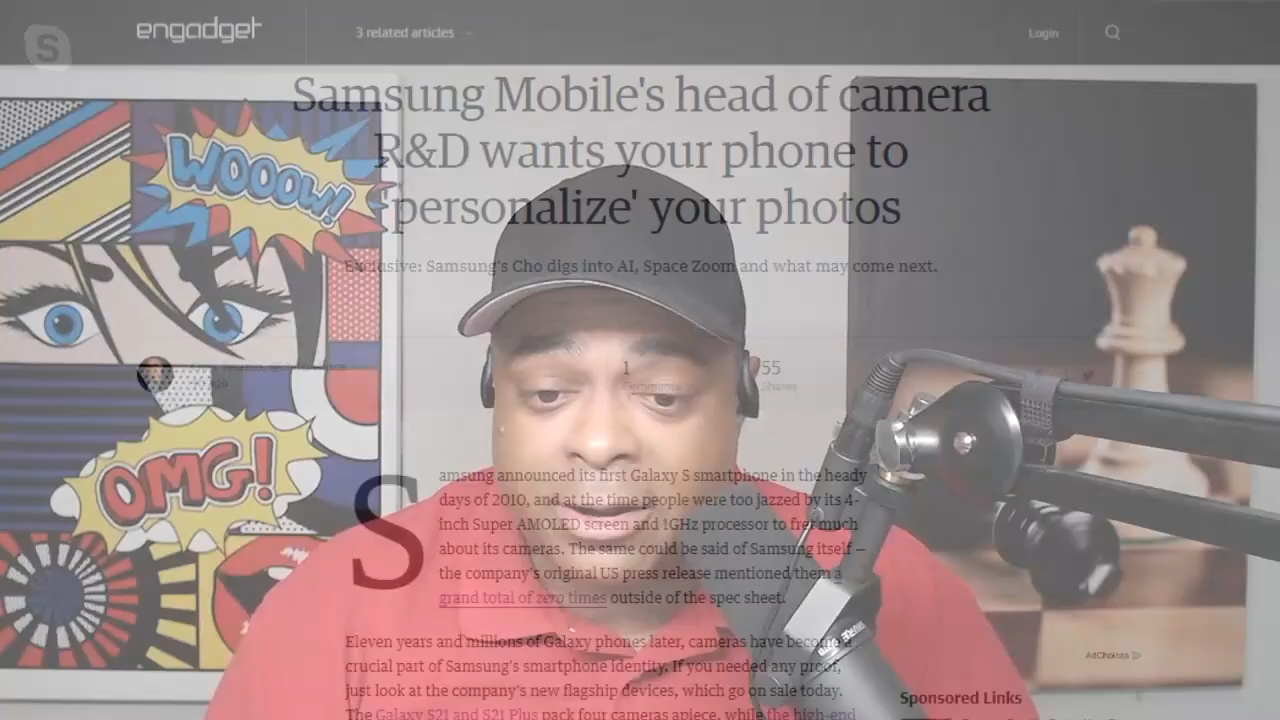 S
engadget
3 related articles
Login
Samsung Mobile's head of camera
R&D wants your phone to
'personalize' your photos
Exclusive: Samsung's Cho digs into AI, Space Zoom and what may come next.
WOOOW!
1
Comments
55
Shares
OMG!
Samsung announced its first Galaxy S smartphone in the heady
days of 2010, and at the time people were too jazzed by its 4-
inch Super AMOLED screen and 1GHz processor to fret much
about its cameras. The same could be said of Samsung itself —
the company's original US press release mentioned them a
grand total of zero times outside of the spec sheet.
Eleven years and millions of Galaxy phones later, cameras have become a
crucial part of Samsung's smartphone identity. If you needed any proof,
just look at the company's new flagship devices, which go on sale today.
The Galaxy S21 and S21 Plus pack four cameras apiece, while the high-end
AdChoices
Sponsored Links